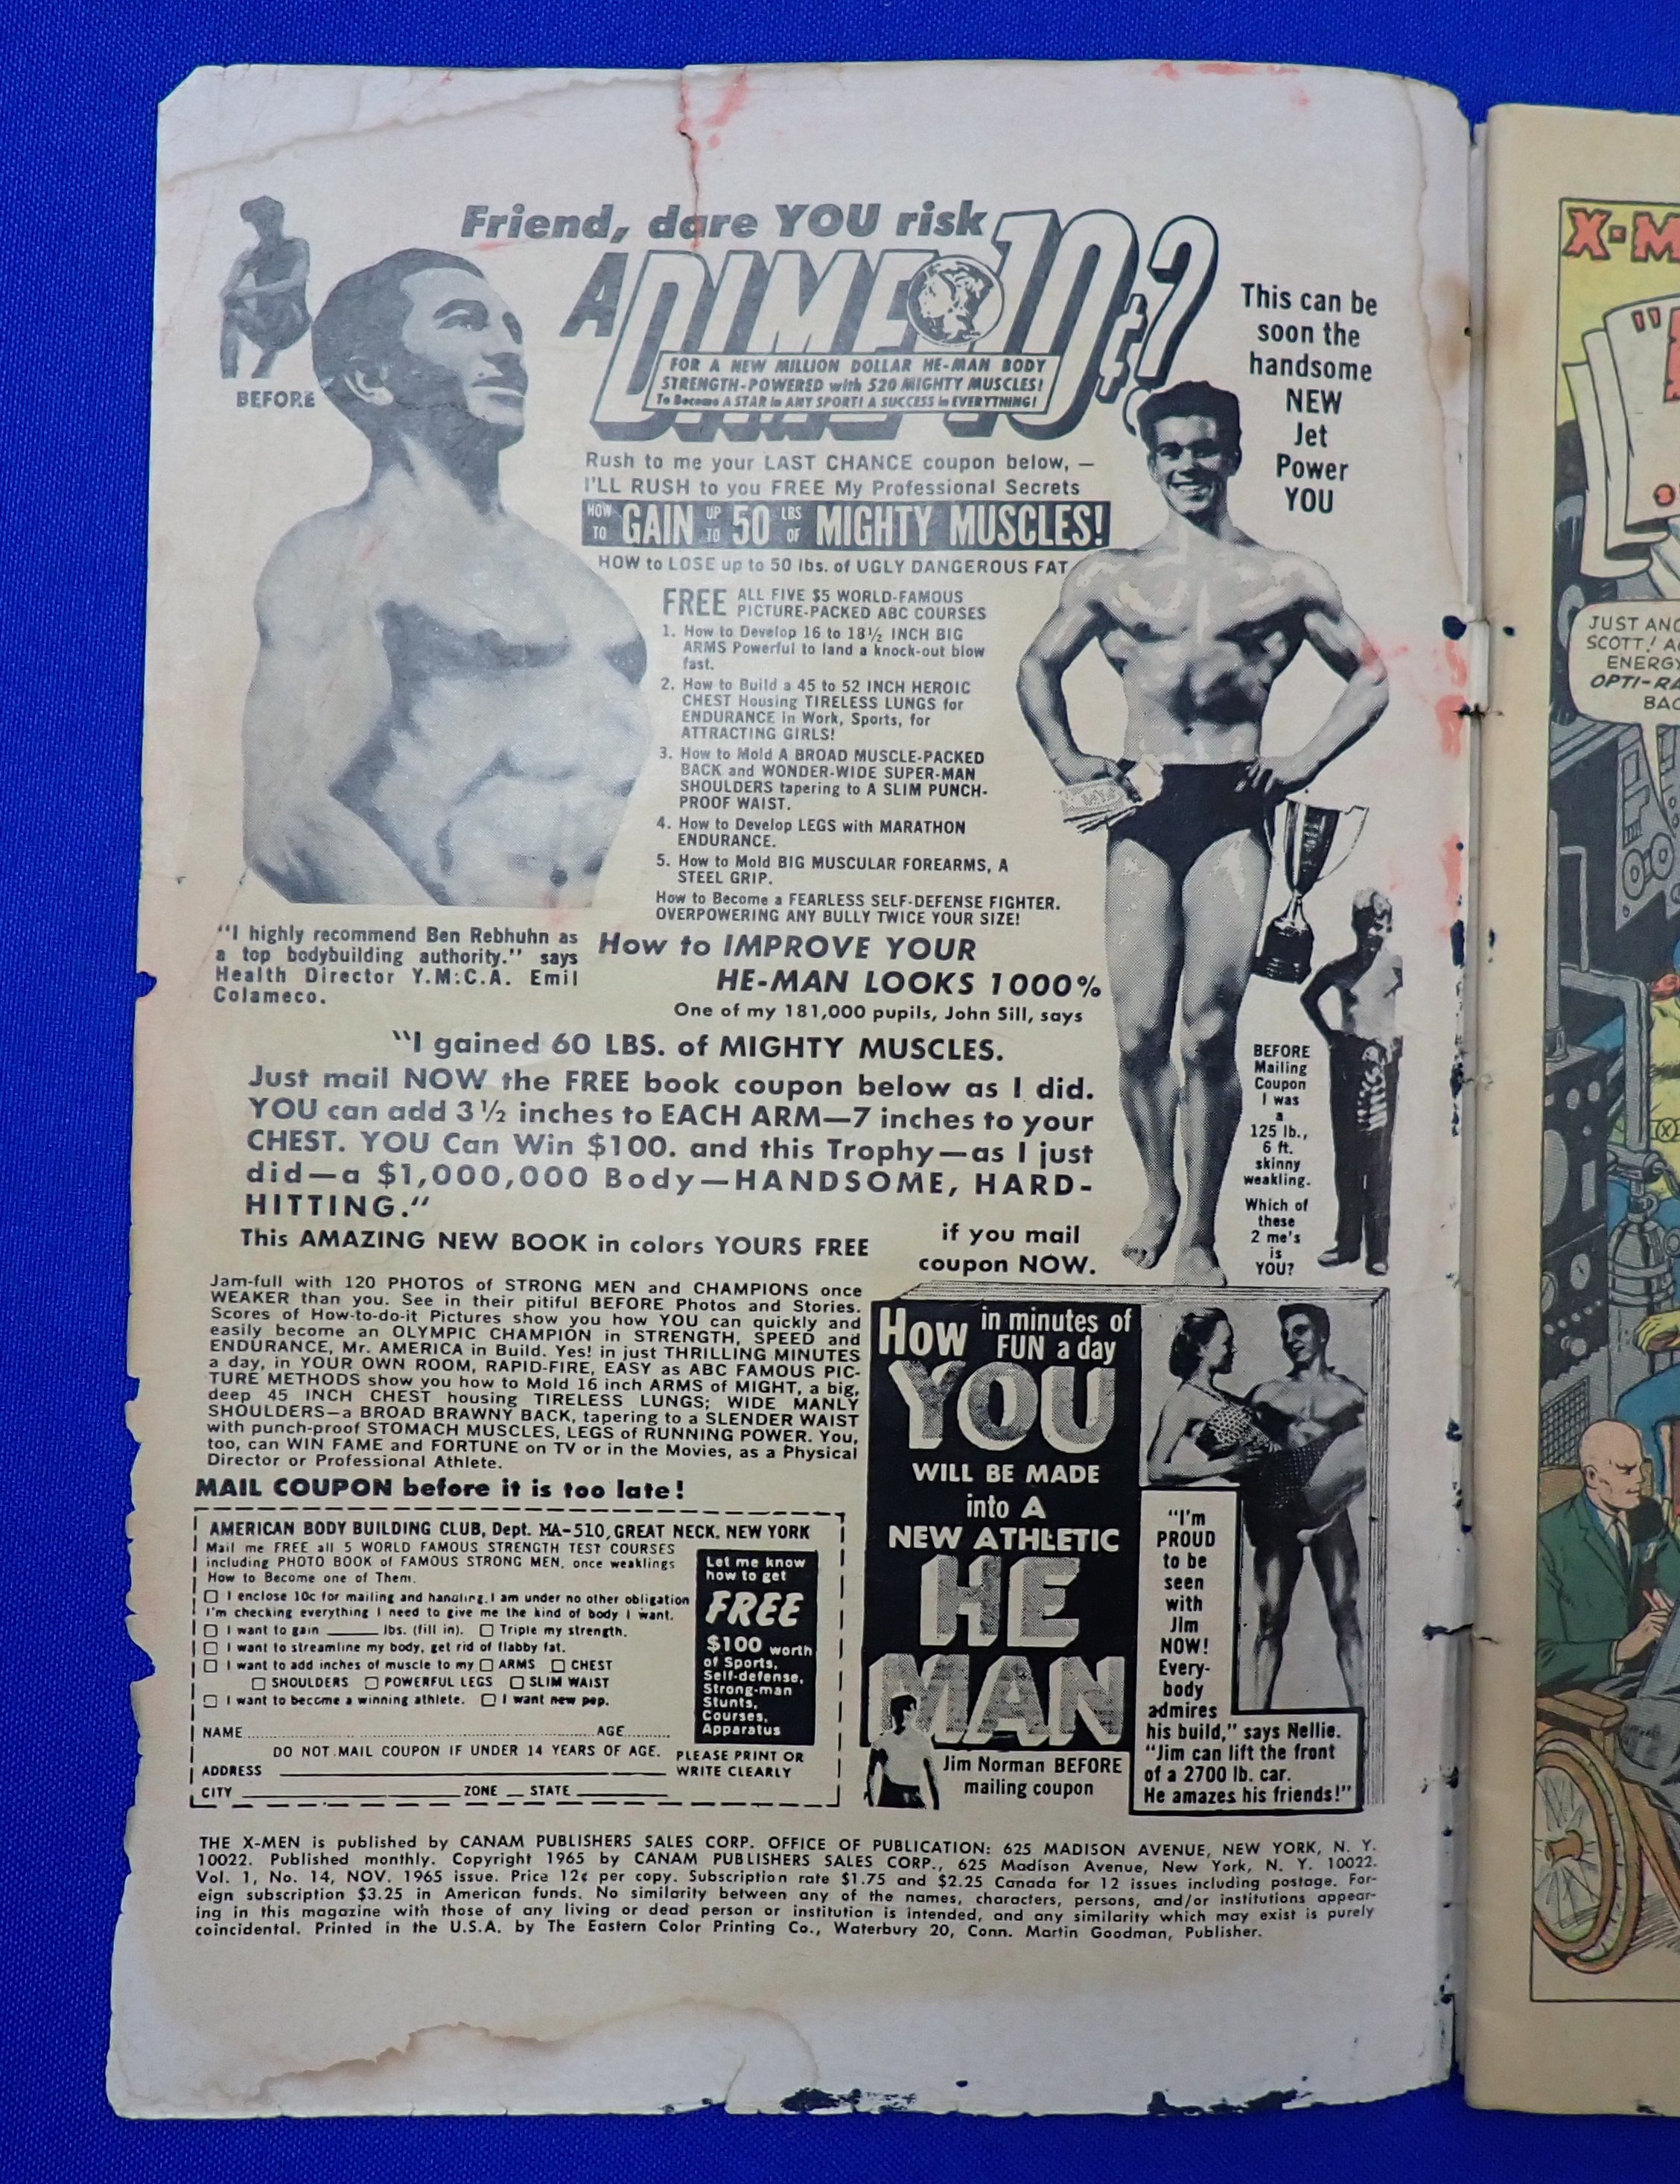 Friend, dare YOU risk
A DIME 10¢?
FOR A NEW MILLION DOLLAR HE-MAN BODY
STRENGTH-POWERED with 520 MIGHTY MUSCLES!
To Become A STAR in ANY SPORT! A SUCCESS in EVERYTHING!
BEFORE
This can be
soon the
handsome
NEW
Jet
Power
YOU
Rush to me your LAST CHANCE coupon below, —
I'LL RUSH to you FREE My Professional Secrets
HOW TO GAIN UP TO 50 LBS OF MIGHTY MUSCLES!
HOW to LOSE up to 50 lbs. of UGLY DANGEROUS FAT
FREE ALL FIVE $5 WORLD-FAMOUS
PICTURE-PACKED ABC COURSES
1. How to Develop 16 to 18½ INCH BIG
ARMS Powerful to land a knock-out blow
fast.
2. How to Build a 45 to 52 INCH HEROIC
CHEST Housing TIRELESS LUNGS for
ENDURANCE in Work, Sports, for
ATTRACTING GIRLS!
3. How to Mold A BROAD MUSCLE-PACKED
BACK and WONDER-WIDE SUPER-MAN
SHOULDERS tapering to A SLIM PUNCH-
PROOF WAIST.
4. How to Develop LEGS with MARATHON
ENDURANCE.
5. How to Mold BIG MUSCULAR FOREARMS, A
STEEL GRIP.
How to Become a FEARLESS SELF-DEFENSE FIGHTER.
OVERPOWERING ANY BULLY TWICE YOUR SIZE!
"I highly recommend Ben Rebhuhn as
a top bodybuilding authority." says
Health Director Y.M.C.A. Emil
Colameco.
How to IMPROVE YOUR
HE-MAN LOOKS 1000%
One of my 181,000 pupils, John Sill, says
"I gained 60 LBS. of MIGHTY MUSCLES.
Just mail NOW the FREE book coupon below as I did.
YOU can add 3½ inches to EACH ARM—7 inches to your
CHEST. YOU Can Win $100. and this Trophy—as I just
did—a $1,000,000 Body—HANDSOME, HARD-
HITTING."
BEFORE
Mailing
Coupon
I was
a
125 lb.,
6 ft.
skinny
weakling.
Which of
these
2 me's
is
YOU?
This AMAZING NEW BOOK in colors YOURS FREE
if you mail
coupon NOW.
Jam-full with 120 PHOTOS of STRONG MEN and CHAMPIONS once
WEAKER than you. See in their pitiful BEFORE Photos and Stories.
Scores of How-to-do-it Pictures show you how YOU can quickly and
easily become an OLYMPIC CHAMPION in STRENGTH, SPEED and
ENDURANCE, Mr. AMERICA in Build. Yes! in just THRILLING MINUTES
a day, in YOUR OWN ROOM, RAPID-FIRE, EASY as ABC FAMOUS PIC-
TURE METHODS show you how to Mold 16 inch ARMS of MIGHT, a big,
deep 45 INCH CHEST housing TIRELESS LUNGS; WIDE MANLY
SHOULDERS—a BROAD BRAWNY BACK, tapering to a SLENDER WAIST
with punch-proof STOMACH MUSCLES, LEGS of RUNNING POWER. You,
too, can WIN FAME and FORTUNE on TV or in the Movies, as a Physical
Director or Professional Athlete.
MAIL COUPON before it is too late!
AMERICAN BODY BUILDING CLUB, Dept. MA-510, GREAT NECK, NEW YORK
Mail me FREE all 5 WORLD FAMOUS STRENGTH TEST COURSES
including PHOTO BOOK of FAMOUS STRONG MEN, once weaklings
How to Become one of Them.
I enclose 10c for mailing and handling. I am under no other obligation
I'm checking everything I need to give me the kind of body I want.
I want to gain ______ lbs. (fill in). Triple my strength.
I want to streamline my body, get rid of flabby fat.
I want to add inches of muscle to my ARMS CHEST
SHOULDERS POWERFUL LEGS SLIM WAIST
I want to become a winning athlete. I want new pep.
NAME AGE
DO NOT MAIL COUPON IF UNDER 14 YEARS OF AGE.
PLEASE PRINT OR
WRITE CLEARLY
ADDRESS
CITY ZONE STATE
Let me know
how to get
FREE
$100 worth
of Sports,
Self-defense,
Strong-man
Stunts,
Courses,
Apparatus
How in minutes of
FUN a day
YOU
WILL BE MADE
into A
NEW ATHLETIC
HE
MAN
Jim Norman BEFORE
mailing coupon
"I'm
PROUD
to be
seen
with
Jim
NOW!
Every-
body
admires
his build," says Nellie.
"Jim can lift the front
of a 2700 lb. car.
He amazes his friends!"
THE X-MEN is published by CANAM PUBLISHERS SALES CORP. OFFICE OF PUBLICATION: 625 MADISON AVENUE, NEW YORK, N. Y.
10022. Published monthly. Copyright 1965 by CANAM PUBLISHERS SALES CORP., 625 Madison Avenue, New York, N. Y. 10022.
Vol. 1, No. 14, NOV. 1965 issue. Price 12¢ per copy. Subscription rate $1.75 and $2.25 Canada for 12 issues including postage. For-
eign subscription $3.25 in American funds. No similarity between any of the names, characters, persons, and/or institutions appear-
ing in this magazine with those of any living or dead person or institution is intended, and any similarity which may exist is purely
coincidental. Printed in the U.S.A. by The Eastern Color Printing Co., Waterbury 20, Conn. Martin Goodman, Publisher.
X-M
JUST
SCOTT!
ENERGY
OPTI-RA
BAC